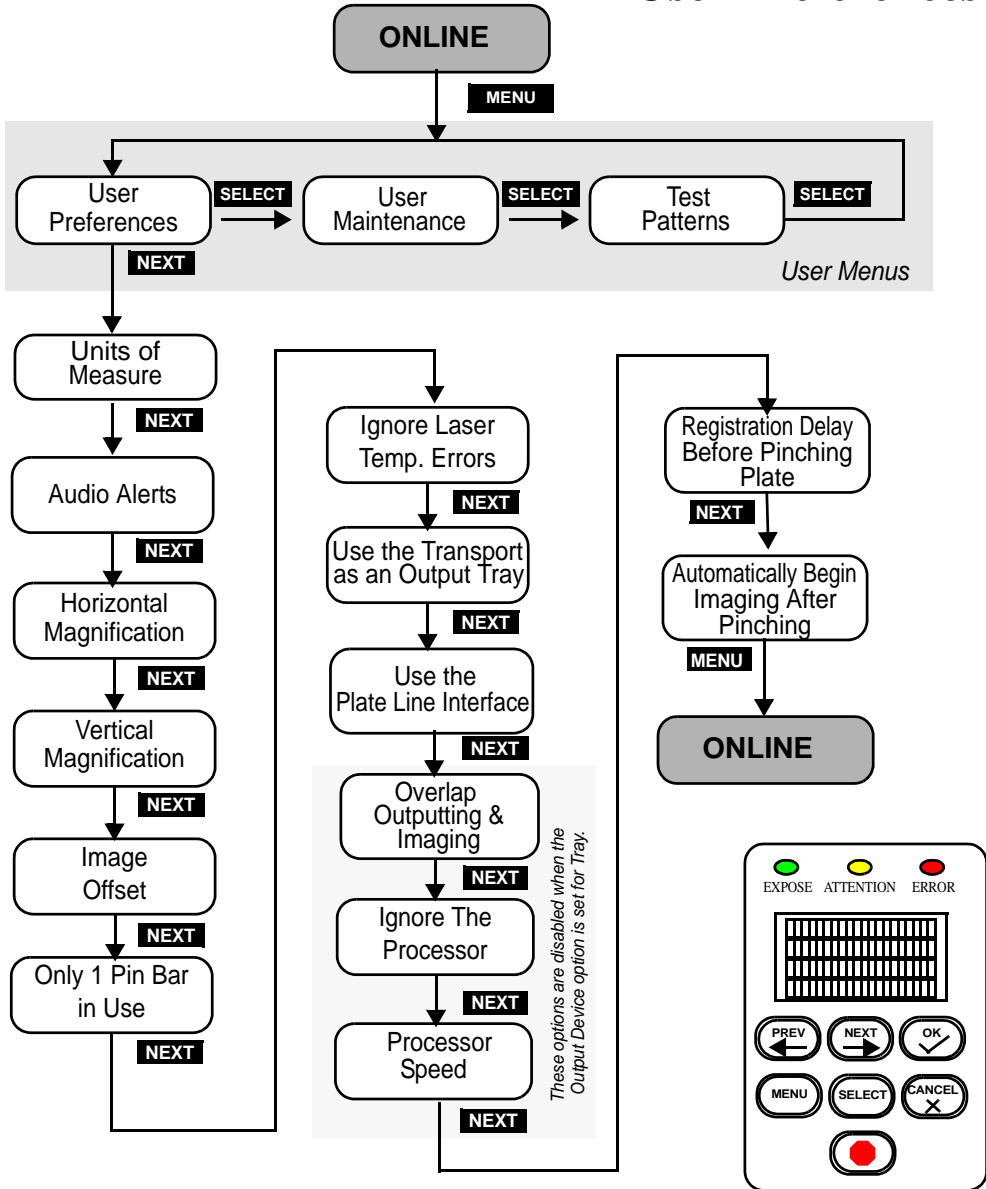 ONLINE
MENU
User
Preferences
SELECT
User
Maintenance
SELECT
Test
Patterns
SELECT
NEXT
User Menus
Units of
Measure
NEXT
Audio Alerts
NEXT
Horizontal
Magnification
NEXT
Vertical
Magnification
NEXT
Image
Offset
NEXT
Only 1 Pin Bar
in Use
NEXT
Ignore Laser
Temp. Errors
NEXT
Use the Transport
as an Output Tray
NEXT
Use the
Plate Line Interface
NEXT
Overlap
Outputting &
Imaging
NEXT
Ignore The
Processor
NEXT
Processor
Speed
NEXT
These options are disabled when the
Output Device option is set for Tray.
Registration Delay
Before Pinching
Plate
NEXT
Automatically Begin
Imaging After
Pinching
MENU
ONLINE
EXPOSE ATTENTION ERROR
PREV NEXT OK
MENU SELECT CANCEL